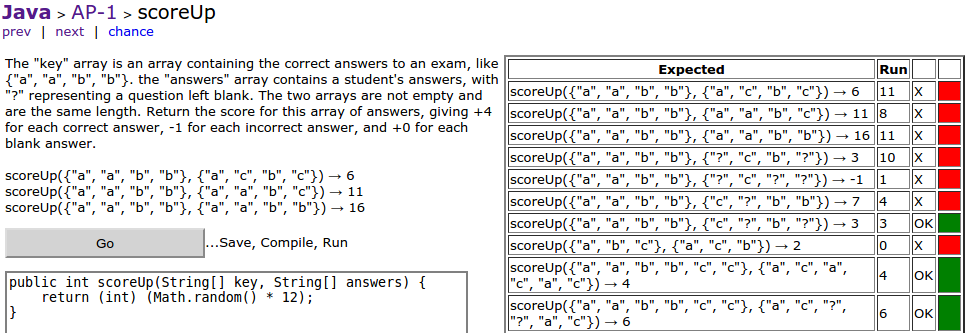 Java > AP-1 > scoreUp
prev | next | chance
The "key" array is an array containing the correct answers to an exam, like
{"a", "a", "b", "b"}. the "answers" array contains a student's answers, with
"?" representing a question left blank. The two arrays are not empty and
are the same length. Return the score for this array of answers, giving +4
for each correct answer, -1 for each incorrect answer, and +0 for each
blank answer.
scoreUp({"a", "a", "b", "b"}, {"a", "c", "b", "c"}) → 6
scoreUp({"a", "a", "b", "b"}, {"a", "a", "b", "c"}) → 11
scoreUp({"a", "a", "b", "b"}, {"a", "a", "b", "b"}) → 16
Go ...Save, Compile, Run
public int scoreUp(String[] key, String[] answers) {
    return (int) (Math.random() * 12);
}
Expected Run
scoreUp({"a", "a", "b", "b"}, {"a", "c", "b", "c"}) → 6 11 X
scoreUp({"a", "a", "b", "b"}, {"a", "a", "b", "c"}) → 11 8 X
scoreUp({"a", "a", "b", "b"}, {"a", "a", "b", "b"}) → 16 11 X
scoreUp({"a", "a", "b", "b"}, {"?", "c", "b", "?"}) → 3 10 X
scoreUp({"a", "a", "b", "b"}, {"?", "c", "?", "?"}) → -1 1 X
scoreUp({"a", "a", "b", "b"}, {"c", "?", "b", "b"}) → 7 4 X
scoreUp({"a", "a", "b", "b"}, {"c", "?", "b", "?"}) → 3 3 OK
scoreUp({"a", "b", "c"}, {"a", "c", "b"}) → 2 0 X
scoreUp({"a", "a", "b", "b", "c", "c"}, {"a", "c", "a",
"c", "a", "c"}) → 4 4 OK
scoreUp({"a", "a", "b", "b", "c", "c"}, {"a", "c", "?",
"?", "a", "c"}) → 6 6 OK